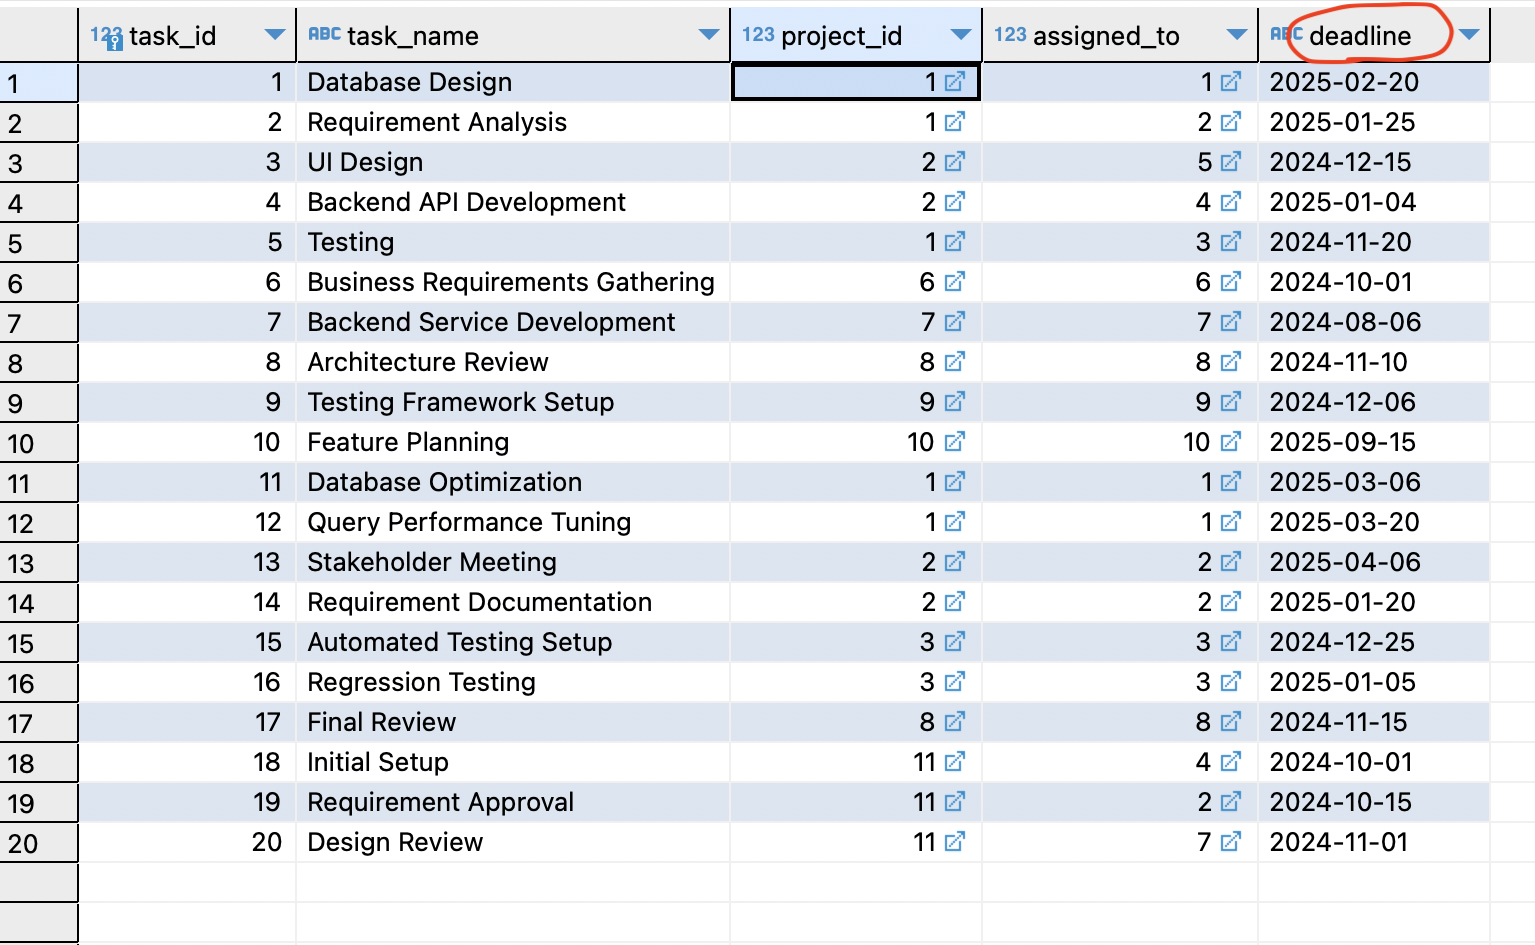 123 task_id ABC task_name 123 project_id 123 assigned_to ABC deadline
1 1 Database Design 1 1 2025-02-20
2 2 Requirement Analysis 1 2 2025-01-25
3 3 UI Design 2 5 2024-12-15
4 4 Backend API Development 2 4 2025-01-04
5 5 Testing 1 3 2024-11-20
6 6 Business Requirements Gathering 6 6 2024-10-01
7 7 Backend Service Development 7 7 2024-08-06
8 8 Architecture Review 8 8 2024-11-10
9 9 Testing Framework Setup 9 9 2024-12-06
10 10 Feature Planning 10 10 2025-09-15
11 11 Database Optimization 1 1 2025-03-06
12 12 Query Performance Tuning 1 1 2025-03-20
13 13 Stakeholder Meeting 2 2 2025-04-06
14 14 Requirement Documentation 2 2 2025-01-20
15 15 Automated Testing Setup 3 3 2024-12-25
16 16 Regression Testing 3 3 2025-01-05
17 17 Final Review 8 8 2024-11-15
18 18 Initial Setup 11 4 2024-10-01
19 19 Requirement Approval 11 2 2024-10-15
20 20 Design Review 11 7 2024-11-01